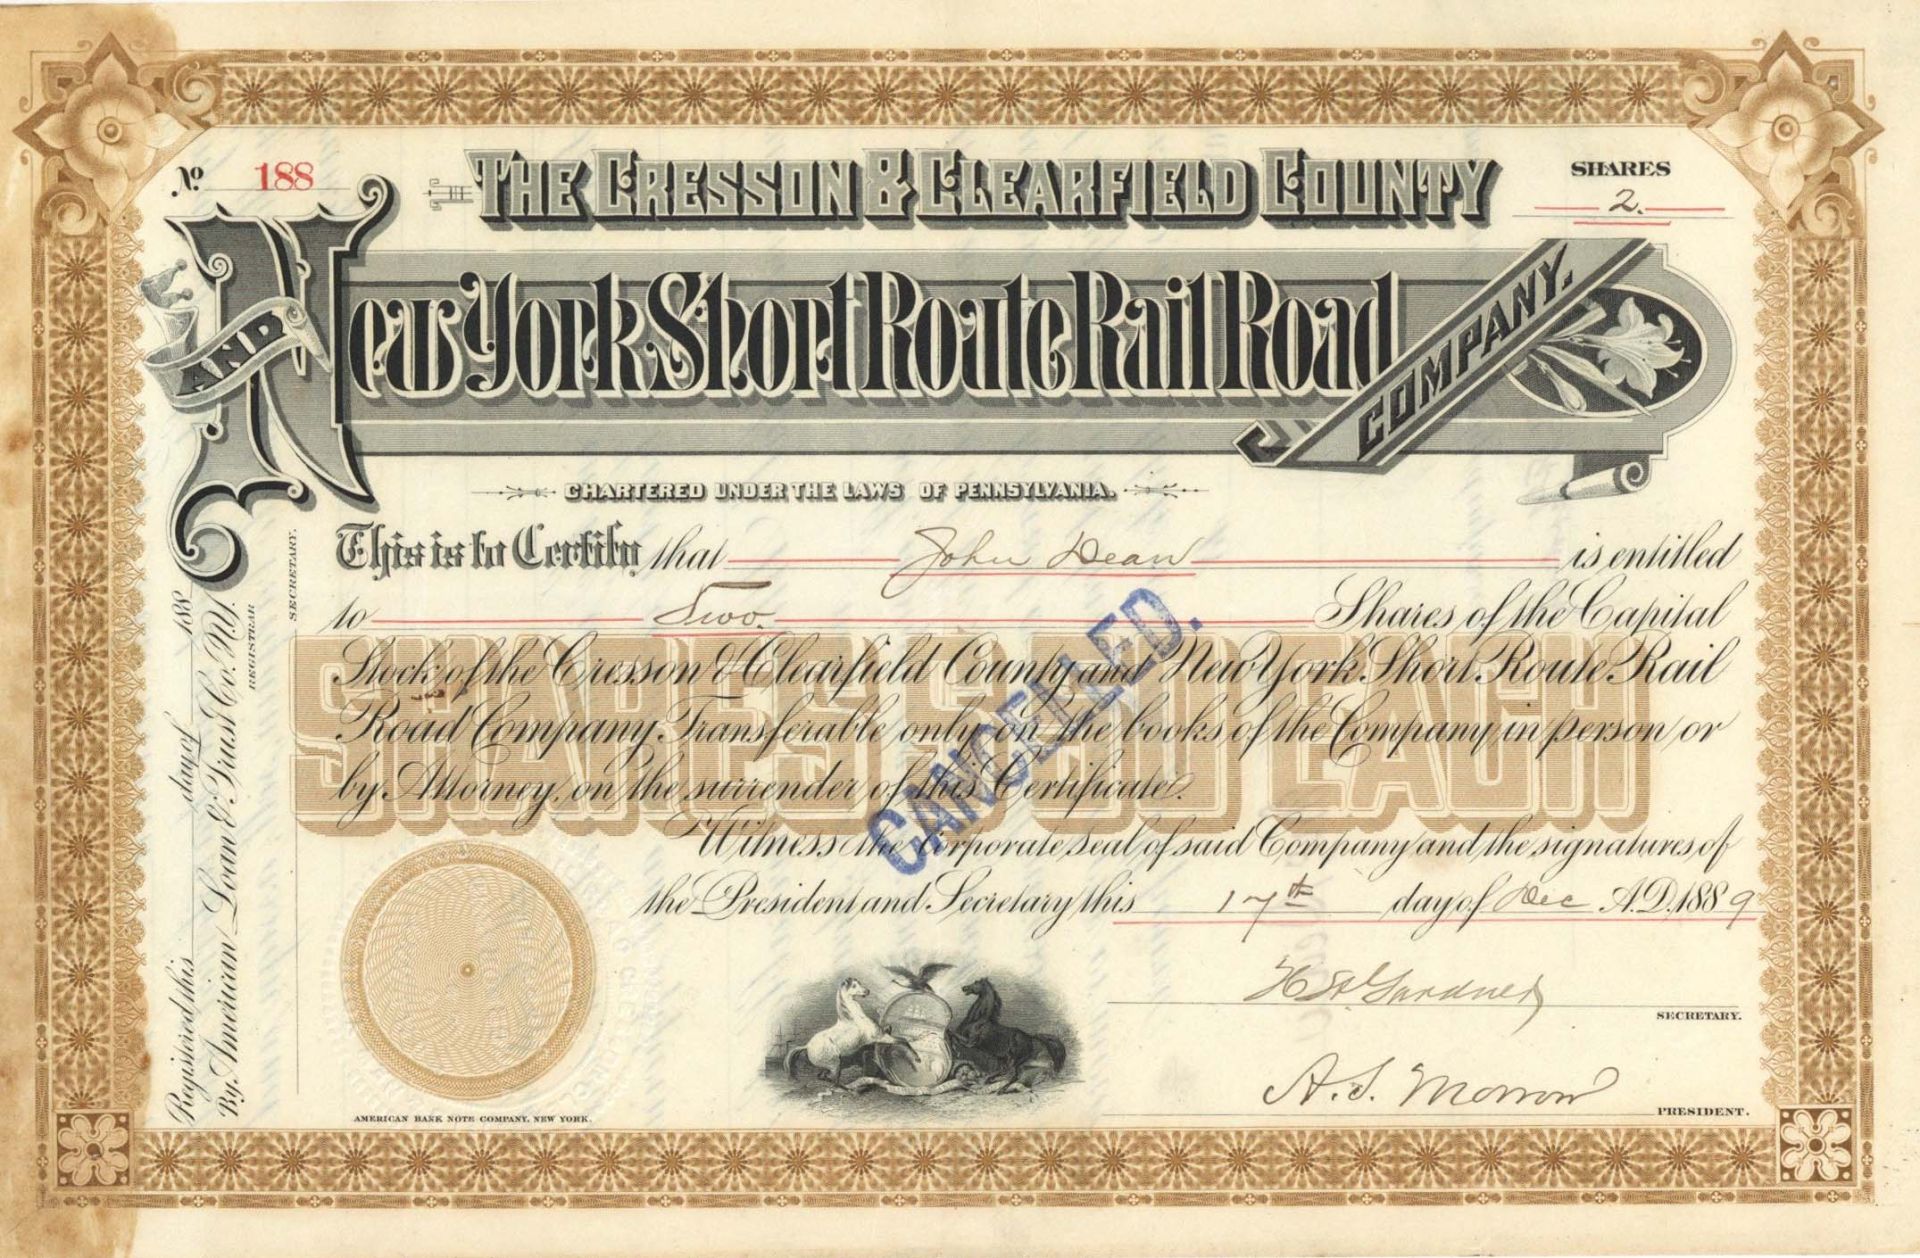 No 188
THE CRESSON & CLEARFIELD COUNTY
SHARES
2.
AND New York Short Route Rail Road COMPANY.
CHARTERED UNDER THE LAWS OF PENNSYLVANIA.
This is to Certify that John Dean is entitled
to Two. Shares of the Capital
Stock of the Cresson & Clearfield County and New York Short Route Rail
Road Company Transferable only on the books of the Company in person or
by Attorney, on the surrender of this Certificate.
SHARES $50 EACH
CANCELLED.
Witness the Corporate Seal of said Company and the signatures of
the President and Secretary this 17th day of Dec A.D. 1889
Gardner
SECRETARY.
A. S. Morrow
PRESIDENT.
AMERICAN BANK NOTE COMPANY, NEW YORK.
Registered this day of 188
By American Loan & Trust Co. N.Y.
REGISTRAR
SECRETARY.